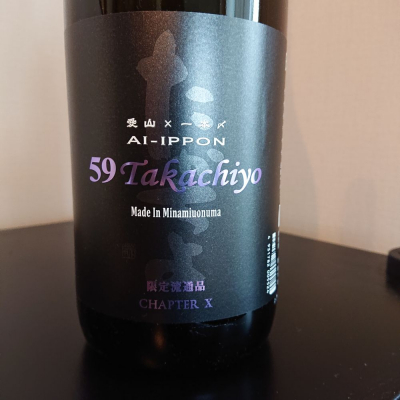 愛山×一本〆
AI-IPPON
59 Takachiyo
Made In Minamiuonuma
限定流通品
CHAPTER X